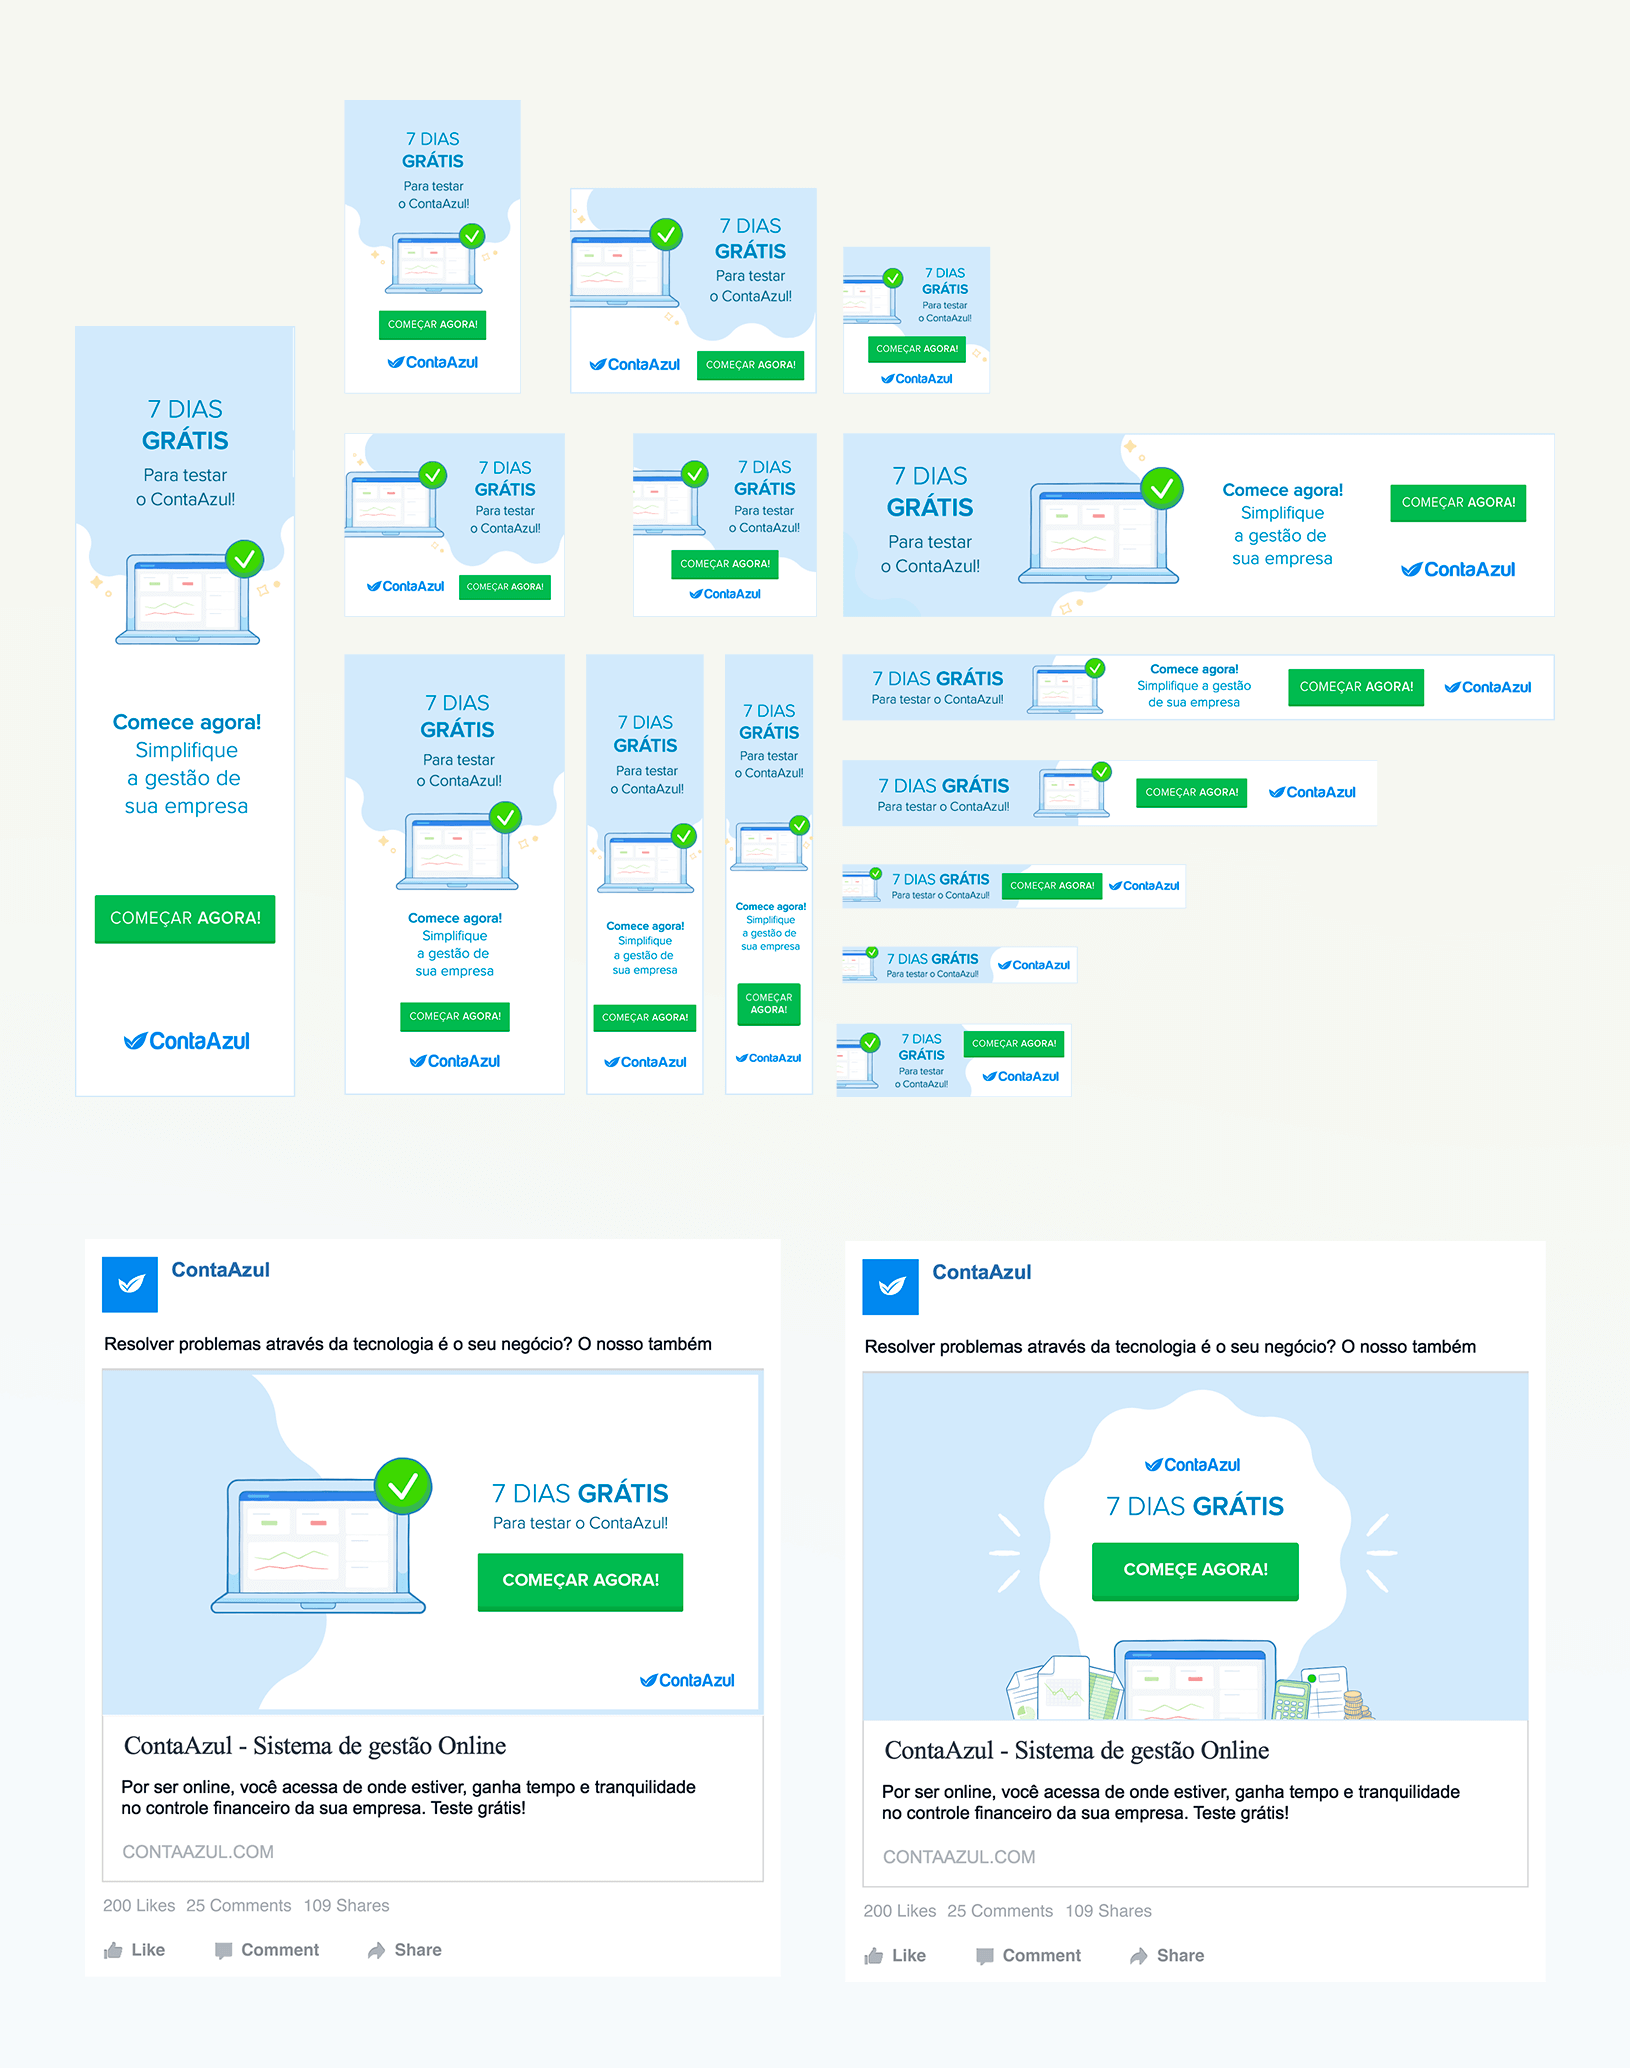 7 DIAS
GRÁTIS
Para testar
o ContaAzul!
COMEÇAR AGORA!
ContaAzul
7 DIAS
GRÁTIS
Para testar
o ContaAzul!
ContaAzul
COMEÇAR AGORA!
7 DIAS
GRÁTIS
Para testar
o ContaAzul!
COMEÇAR AGORA!
ContaAzul
7 DIAS
GRÁTIS
Para testar
o ContaAzul!
Comece agora!
Simplifique
a gestão de
sua empresa
COMEÇAR AGORA!
ContaAzul
7 DIAS
GRÁTIS
Para testar
o ContaAzul!
ContaAzul
COMEÇAR AGORA!
7 DIAS
GRÁTIS
Para testar
o ContaAzul!
COMEÇAR AGORA!
ContaAzul
7 DIAS
GRÁTIS
Para testar
o ContaAzul!
Comece agora!
Simplifique
a gestão de
sua empresa
COMEÇAR AGORA!
ContaAzul
7 DIAS
GRÁTIS
Para testar
o ContaAzul!
Comece agora!
Simplifique
a gestão de
sua empresa
COMEÇAR AGORA!
ContaAzul
7 DIAS
GRÁTIS
Para testar
o ContaAzul!
Comece agora!
Simplifique
a gestão de
sua empresa
COMEÇAR AGORA!
ContaAzul
7 DIAS
GRÁTIS
Para testar
o ContaAzul!
Comece agora!
Simplifique
a gestão de
sua empresa
COMEÇAR
AGORA!
ContaAzul
7 DIAS GRÁTIS
Para testar o ContaAzul!
Comece agora!
Simplifique a gestão
de sua empresa
COMEÇAR AGORA!
ContaAzul
7 DIAS GRÁTIS
Para testar o ContaAzul!
COMEÇAR AGORA!
ContaAzul
7 DIAS GRÁTIS
Para testar o ContaAzul!
COMEÇAR AGORA!
ContaAzul
7 DIAS GRÁTIS
Para testar o ContaAzul!
ContaAzul
7 DIAS
GRÁTIS
Para testar
o ContaAzul!
COMEÇAR AGORA!
ContaAzul
ContaAzul
Resolver problemas através da tecnologia é o seu negócio? O nosso também
7 DIAS GRÁTIS
Para testar o ContaAzul!
COMEÇAR AGORA!
ContaAzul
ContaAzul - Sistema de gestão Online
Por ser online, você acessa de onde estiver, ganha tempo e tranquilidade
no controle financeiro da sua empresa. Teste grátis!
CONTAAZUL.COM
200 Likes 25 Comments 109 Shares
Like Comment Share
ContaAzul
Resolver problemas através da tecnologia é o seu negócio? O nosso também
ContaAzul
7 DIAS GRÁTIS
COMEÇE AGORA!
ContaAzul - Sistema de gestão Online
Por ser online, você acessa de onde estiver, ganha tempo e tranquilidade
no controle financeiro da sua empresa. Teste grátis!
CONTAAZUL.COM
200 Likes 25 Comments 109 Shares
Like Comment Share